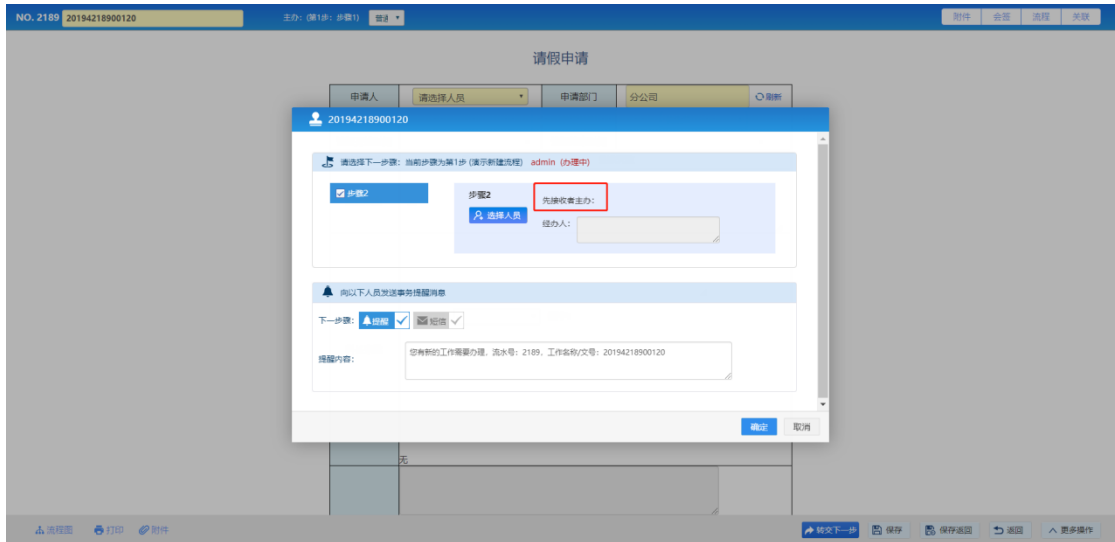 NO. 2189 20194218900120 主办: (第1步: 步骤1) 普通 附件 会签 流程 关联
请假申请
申请人 请选择人员 申请部门 分公司 刷新
20194218900120
请选择下一步骤: 当前步骤为第1步 (演示新建流程) admin (办理中)
步骤2 步骤2 先接收者主办:
选择人员 经办人:
向以下人员发送事务提醒消息
下一步骤: 提醒 短信
提醒内容: 您有新的工作需要办理, 流水号: 2189, 工作名称/文号: 20194218900120
确定 取消
无
流程图 打印 附件 转交下一步 保存 保存返回 返回 更多操作